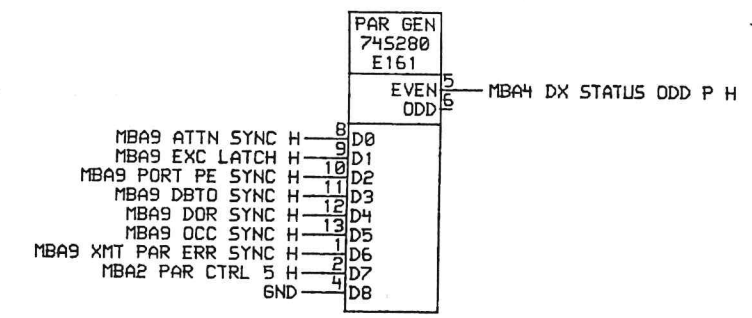 PAR GEN
74S280
E161
EVEN 5 MBA4 DX STATUS ODD P H
ODD 6
MBA9 ATTN SYNC H 8 D0
MBA9 EXC LATCH H 9 D1
MBA9 PORT PE SYNC H 10 D2
MBA9 DBTO SYNC H 11 D3
MBA9 DOR SYNC H 12 D4
MBA9 OCC SYNC H 13 D5
MBA9 XMT PAR ERR SYNC H 1 D6
MBA2 PAR CTRL 5 H 2 D7
GND 4 D8